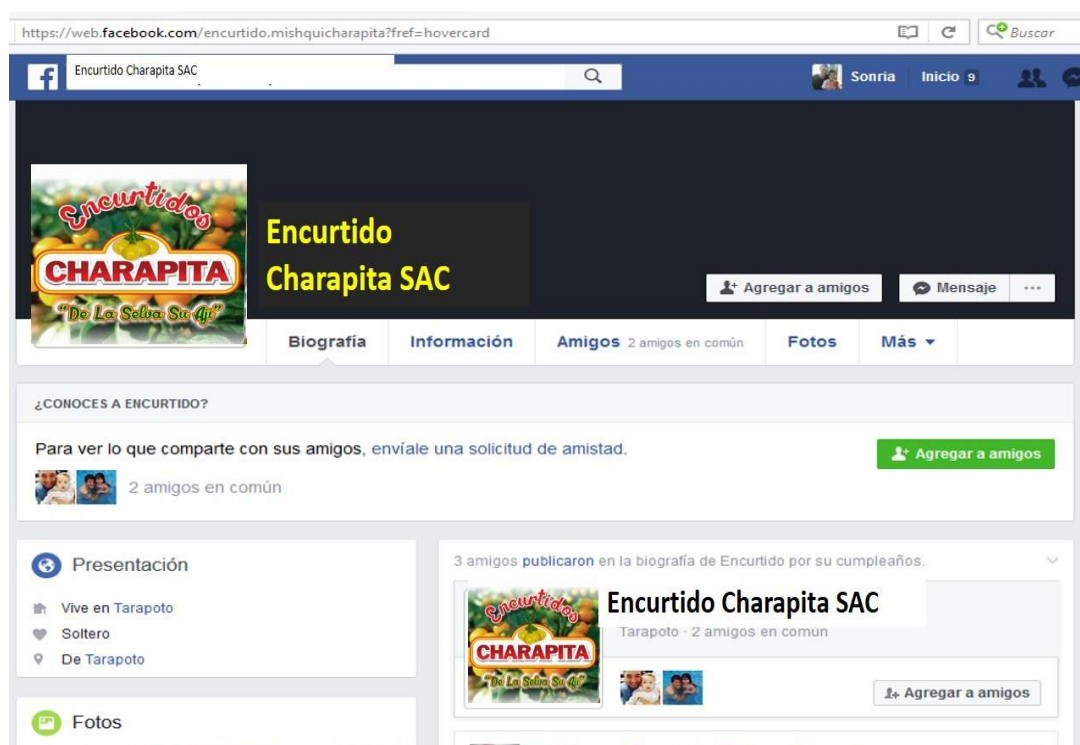 https://web.facebook.com/encurtido.mishquicharapita?fref=hovercard
Buscar
Encurtido Charapita SAC
Sonria
Inicio 9
Encurtidos
CHARAPITA
"De La Selva Su Ají"
Encurtido
Charapita SAC
Agregar a amigos
Mensaje
Biografía Información Amigos 2 amigos en común Fotos Más
¿CONOCES A ENCURTIDO?
Para ver lo que comparte con sus amigos, envíale una solicitud de amistad.
Agregar a amigos
2 amigos en común
Presentación
Vive en Tarapoto
Soltero
De Tarapoto
Fotos
3 amigos publicaron en la biografía de Encurtido por su cumpleaños.
Encurtidos
CHARAPITA
"De La Selva Su Ají"
Encurtido Charapita SAC
Tarapoto · 2 amigos en común
Agregar a amigos